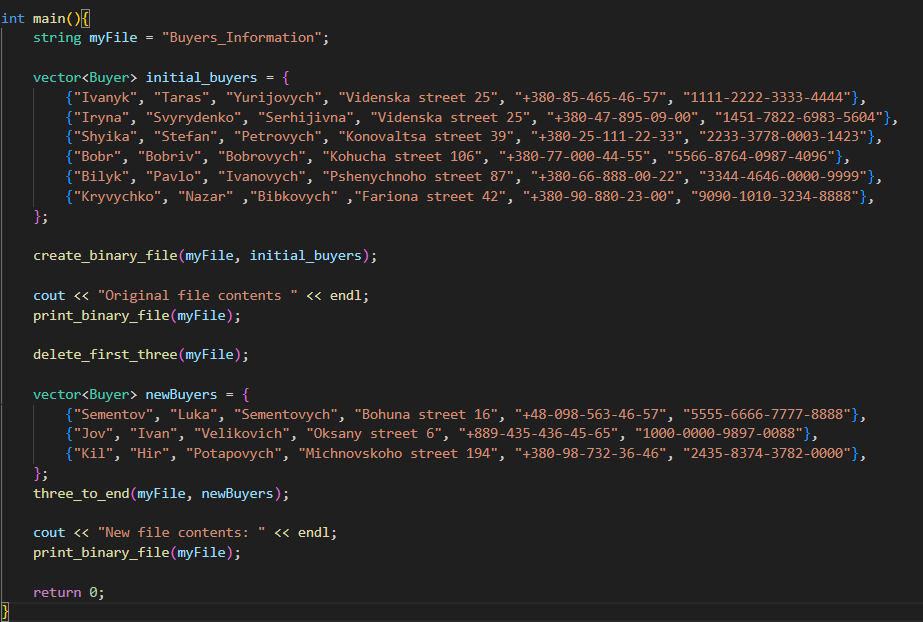 int main(){
    string myFile = "Buyers_Information";
    vector<Buyer> initial_buyers = {
        {"Ivanyk", "Taras", "Yurijovych", "Videnska street 25", "+380-85-465-46-57", "1111-2222-3333-4444"},
        {"Iryna", "Svyrydenko", "Serhijivna", "Videnska street 25", "+380-47-895-09-00", "1451-7822-6983-5604"},
        {"Shyika", "Stefan", "Petrovych", "Konovaltsa street 39", "+380-25-111-22-33", "2233-3778-0003-1423"},
        {"Bobr", "Bobriv", "Bobrovych", "Kohucha street 106", "+380-77-000-44-55", "5566-8764-0987-4096"},
        {"Bilyk", "Pavlo", "Ivanovych", "Pshenychnoho street 87", "+380-66-888-00-22", "3344-4646-0000-9999"},
        {"Kryvychko", "Nazar" ,"Bibkovych" ,"Fariona street 42", "+380-90-880-23-00", "9090-1010-3234-8888"},
    };
    create_binary_file(myFile, initial_buyers);
    cout << "Original file contents " << endl;
    print_binary_file(myFile);
    delete_first_three(myFile);
    vector<Buyer> newBuyers = {
        {"Sementov", "Luka", "Sementovych", "Bohuna street 16", "+48-098-563-46-57", "5555-6666-7777-8888"},
        {"Jov", "Ivan", "Velikovich", "Oksany street 6", "+889-435-436-45-65", "1000-0000-9897-0088"},
        {"Kil", "Hir", "Potapovych", "Michnovskoho street 194", "+380-98-732-36-46", "2435-8374-3782-0000"},
    };
    three_to_end(myFile, newBuyers);
    cout << "New file contents: " << endl;
    print_binary_file(myFile);
    return 0;
}